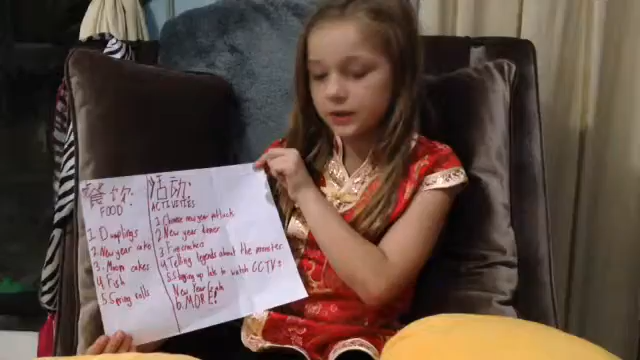 餐饮: 活动:
FOOD ACTIVITIES
1. Dumplings
2. New year cake
3. Moon cakes
4. Fish
5. Spring rolls
1. Chinese new year potluck
2. New year dinner
3. Firecrackers
4. Telling legends about the monster
5. Staying up late to watch CCTV's
New Year Gala
6. MORE!